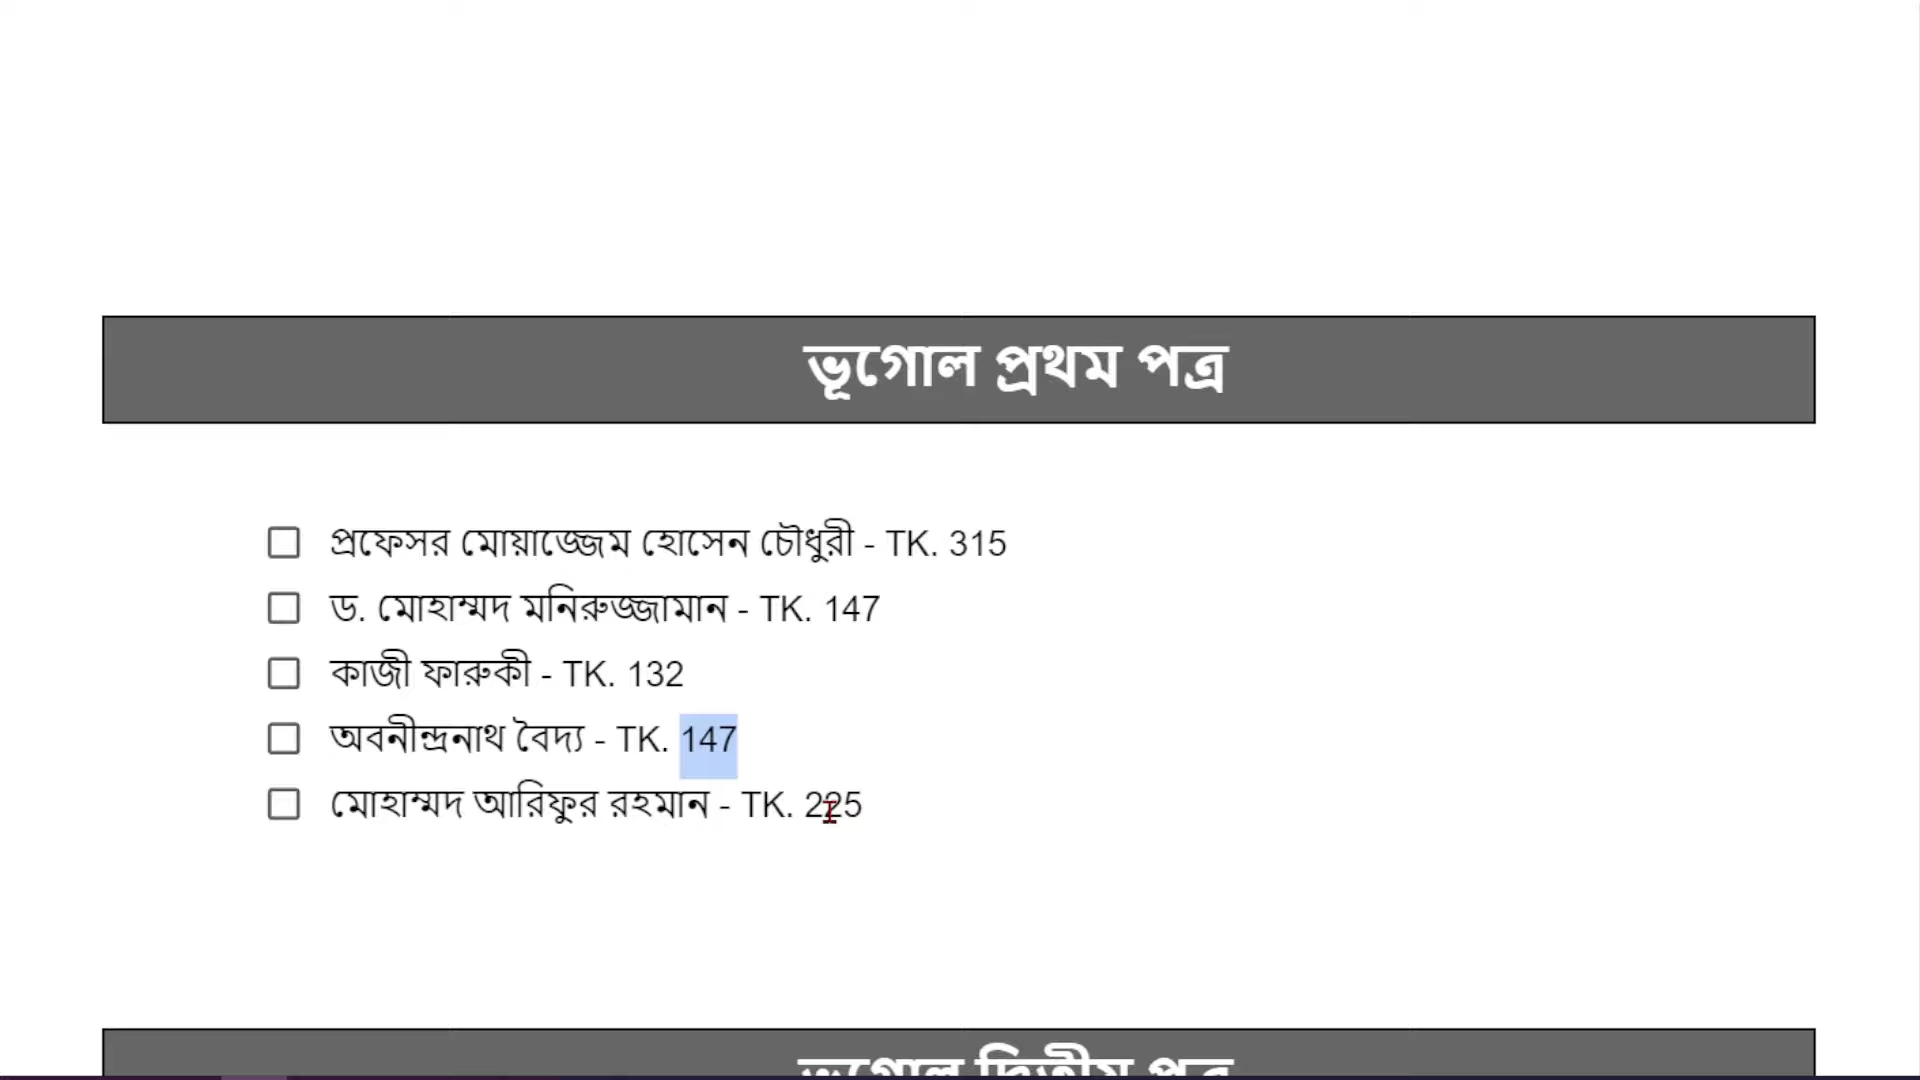 ভূগোল প্রথম পত্র
প্রফেসর মোয়াজ্জেম হোসেন চৌধুরী - TK. 315
ড. মোহাম্মদ মনিরুজ্জামান - TK. 147
কাজী ফারুকী - TK. 132
অবনীন্দ্রনাথ বৈদ্য - TK. 147
মোহাম্মদ আরিফুর রহমান - TK. 225
ভূগোল দ্বিতীয় পত্র